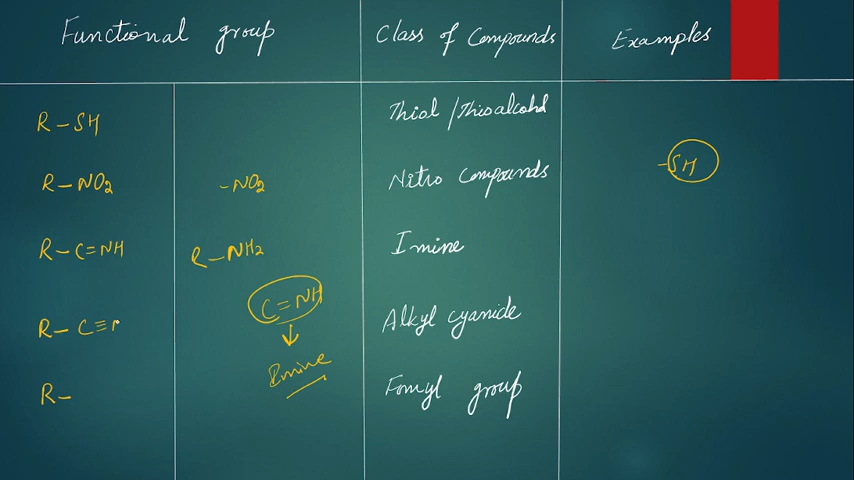 Functional group Class of Compounds Examples
R-SH Thiol /Thioalcohol
-SH
R-NO2 -NO2 Nitro Compounds
R-C=NH R-NH2 Imine
C=NH
R-C≡N Alkyl cyanide
Imine
R- Fomyl group